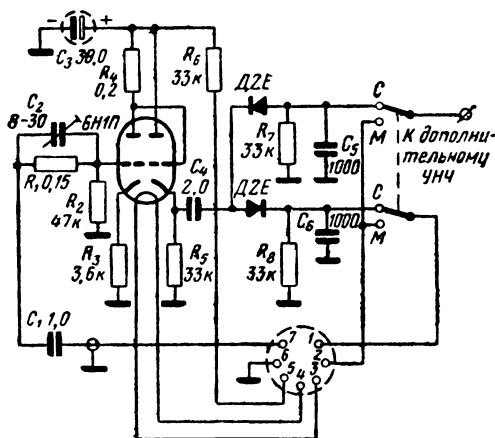 - +
C₃ 30,0
R₄
0,2
R₆
33к
C₂
8-30
6Н1П
R₁ 0,15
R₂
47к
C₄
2,0
Д2Е
R₇
33к
C₅
1000
С
М
К дополни-
тельному
УНЧ
Д2Е
С
М
C₆
1000
R₃
3,6к
R₅
33к
R₈
33к
C₁ 1,0
7
1
6
2
5
4
3